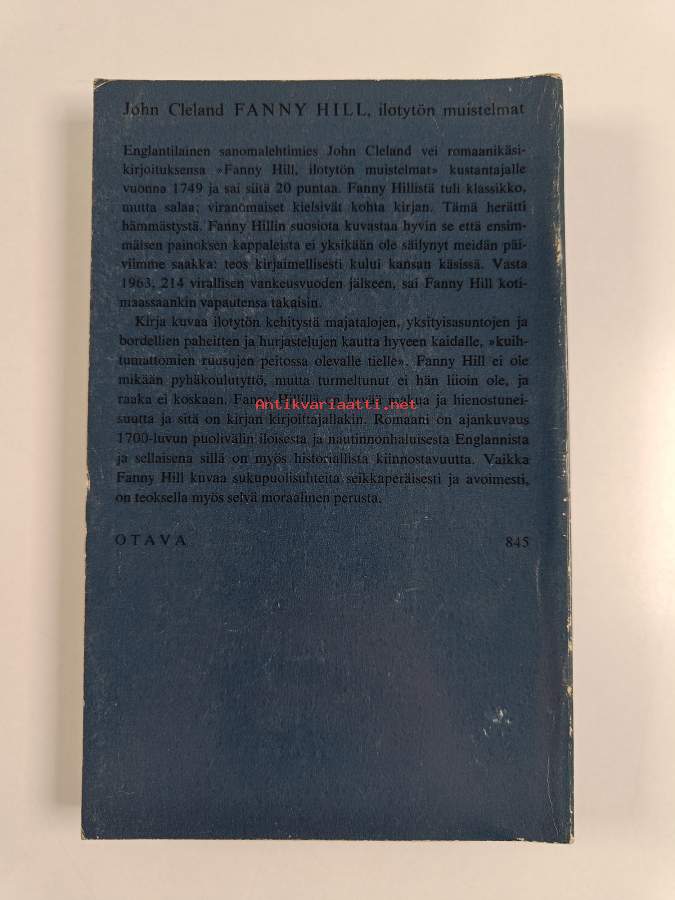 John Cleland FANNY HILL, ilotytön muistelmat
Englantilainen sanomalehtimies John Cleland vei romaanikäsi-
kirjoituksensa »Fanny Hill, ilotytön muistelmat» kustantajalle
vuonna 1749 ja sai siitä 20 puntaa. Fanny Hillistä tuli klassikko,
mutta salaa; viranomaiset kielsivät kohta kirjan. Tämä herätti
hämmästystä. Fanny Hillin suosiota kuvastaa hyvin se että ensim-
mäisen painoksen kappaleista ei yksikään ole säilynyt meidän päi-
viimme saakka: teos kirjaimellisesti kului kansan käsissä. Vasta
1963, 214 virallisen vankeusvuoden jälkeen, sai Fanny Hill koti-
maassaankin vapautensa takaisin.
Kirja kuvaa ilotytön kehitystä majatalojen, yksityisasuntojen ja
bordellien paheitten ja hurjastelujen kautta hyveen kaidalle, »kuih-
tumattomien ruusujen peitossa olevalle tielle». Fanny Hill ei ole
mikään pyhäkoulutyttö, mutta turmeltunut ei hän liioin ole, ja
raaka ei koskaan. Fanny Hillillä on hyvää makua ja hienostunei-
Antikvariaatti.net
suutta ja sitä on kirjan kirjoittajallakin. Romaani on ajankuvaus
1700-luvun puolivälin iloisesta ja nautinnonhaluisesta Englannista
ja sellaisena sillä on myös historiallista kiinnostavuutta. Vaikka
Fanny Hill kuvaa sukupuolisuhteita seikkaperäisesti ja avoimesti,
on teoksella myös selvä moraalinen perusta.
OTAVA 845